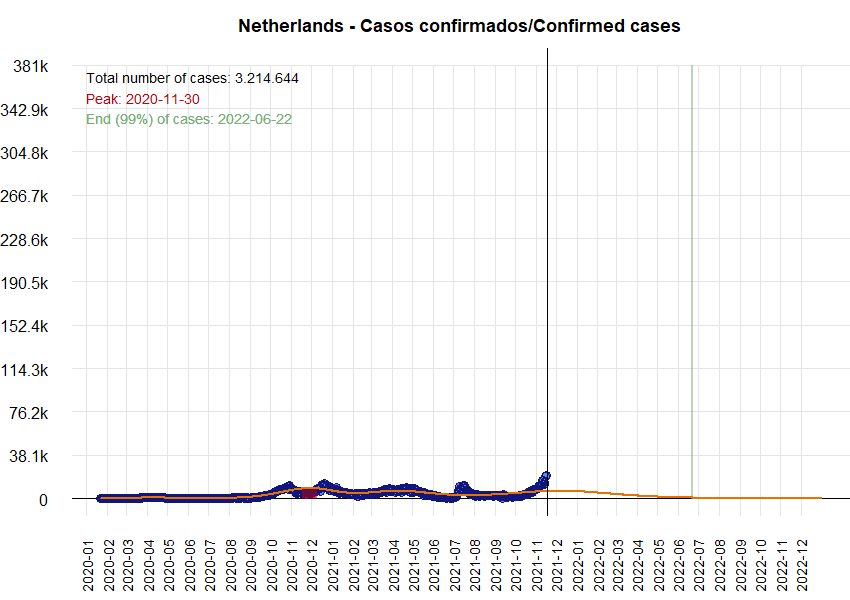 Netherlands - Casos confirmados/Confirmed cases
Total number of cases: 3.214.644
Peak: 2020-11-30
End (99%) of cases: 2022-06-22
381k
342.9k
304.8k
266.7k
228.6k
190.5k
152.4k
114.3k
76.2k
38.1k
0
2020-01
2020-02
2020-03
2020-04
2020-05
2020-06
2020-07
2020-08
2020-09
2020-10
2020-11
2020-12
2021-01
2021-02
2021-03
2021-04
2021-05
2021-06
2021-07
2021-08
2021-09
2021-10
2021-11
2021-12
2022-01
2022-02
2022-03
2022-04
2022-05
2022-06
2022-07
2022-08
2022-09
2022-10
2022-11
2022-12